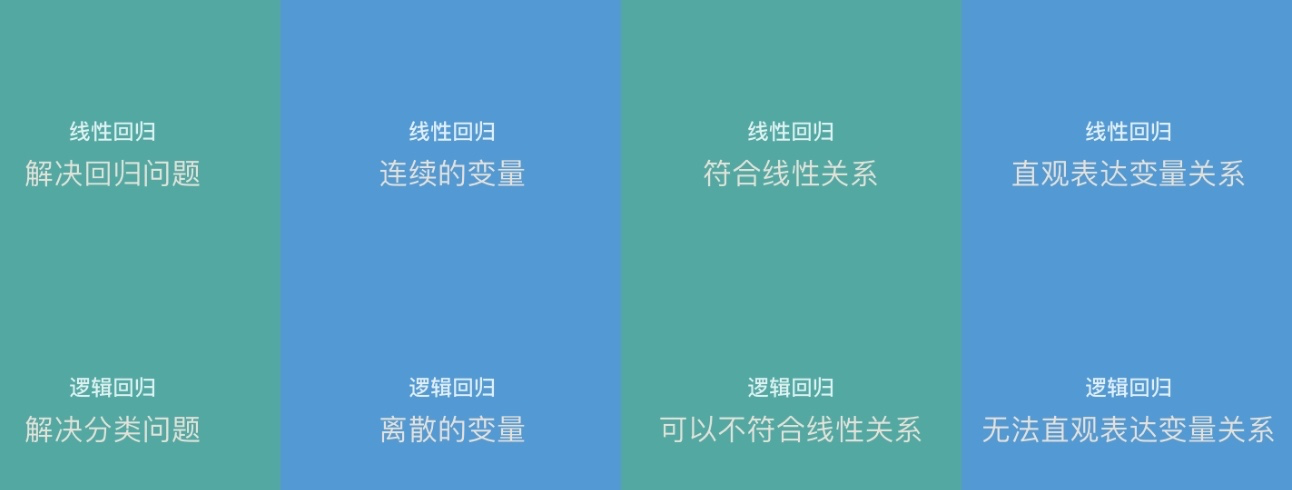 线性回归
解决回归问题
线性回归
连续的变量
线性回归
符合线性关系
线性回归
直观表达变量关系
逻辑回归
解决分类问题
逻辑回归
离散的变量
逻辑回归
可以不符合线性关系
逻辑回归
无法直观表达变量关系